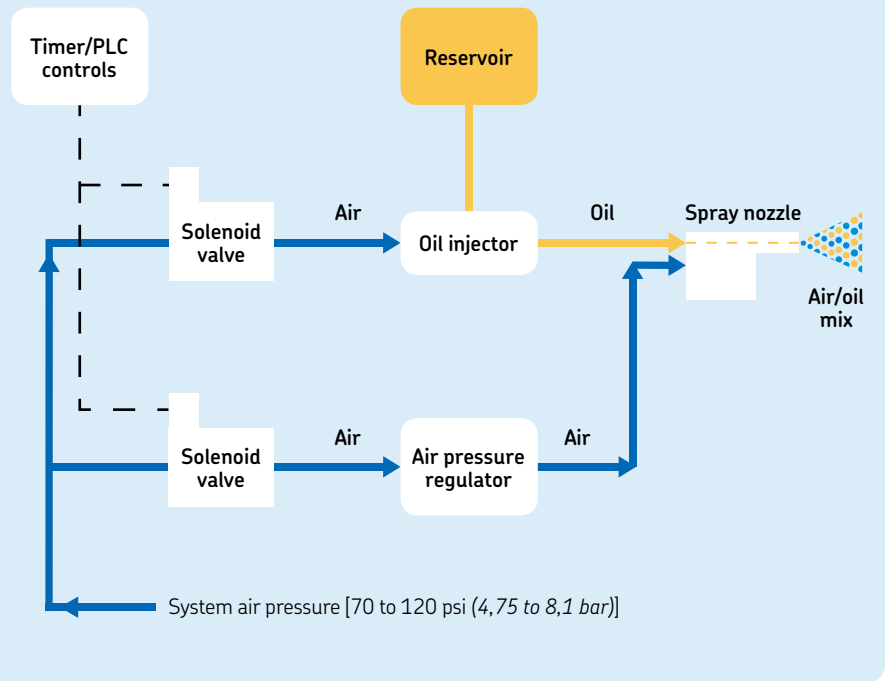 Timer/PLC
controls
Reservoir
Solenoid
valve
Air
Oil injector
Oil
Spray nozzle
Air/oil
mix
Solenoid
valve
Air
Air pressure
regulator
Air
System air pressure [70 to 120 psi (4,75 to 8,1 bar)]